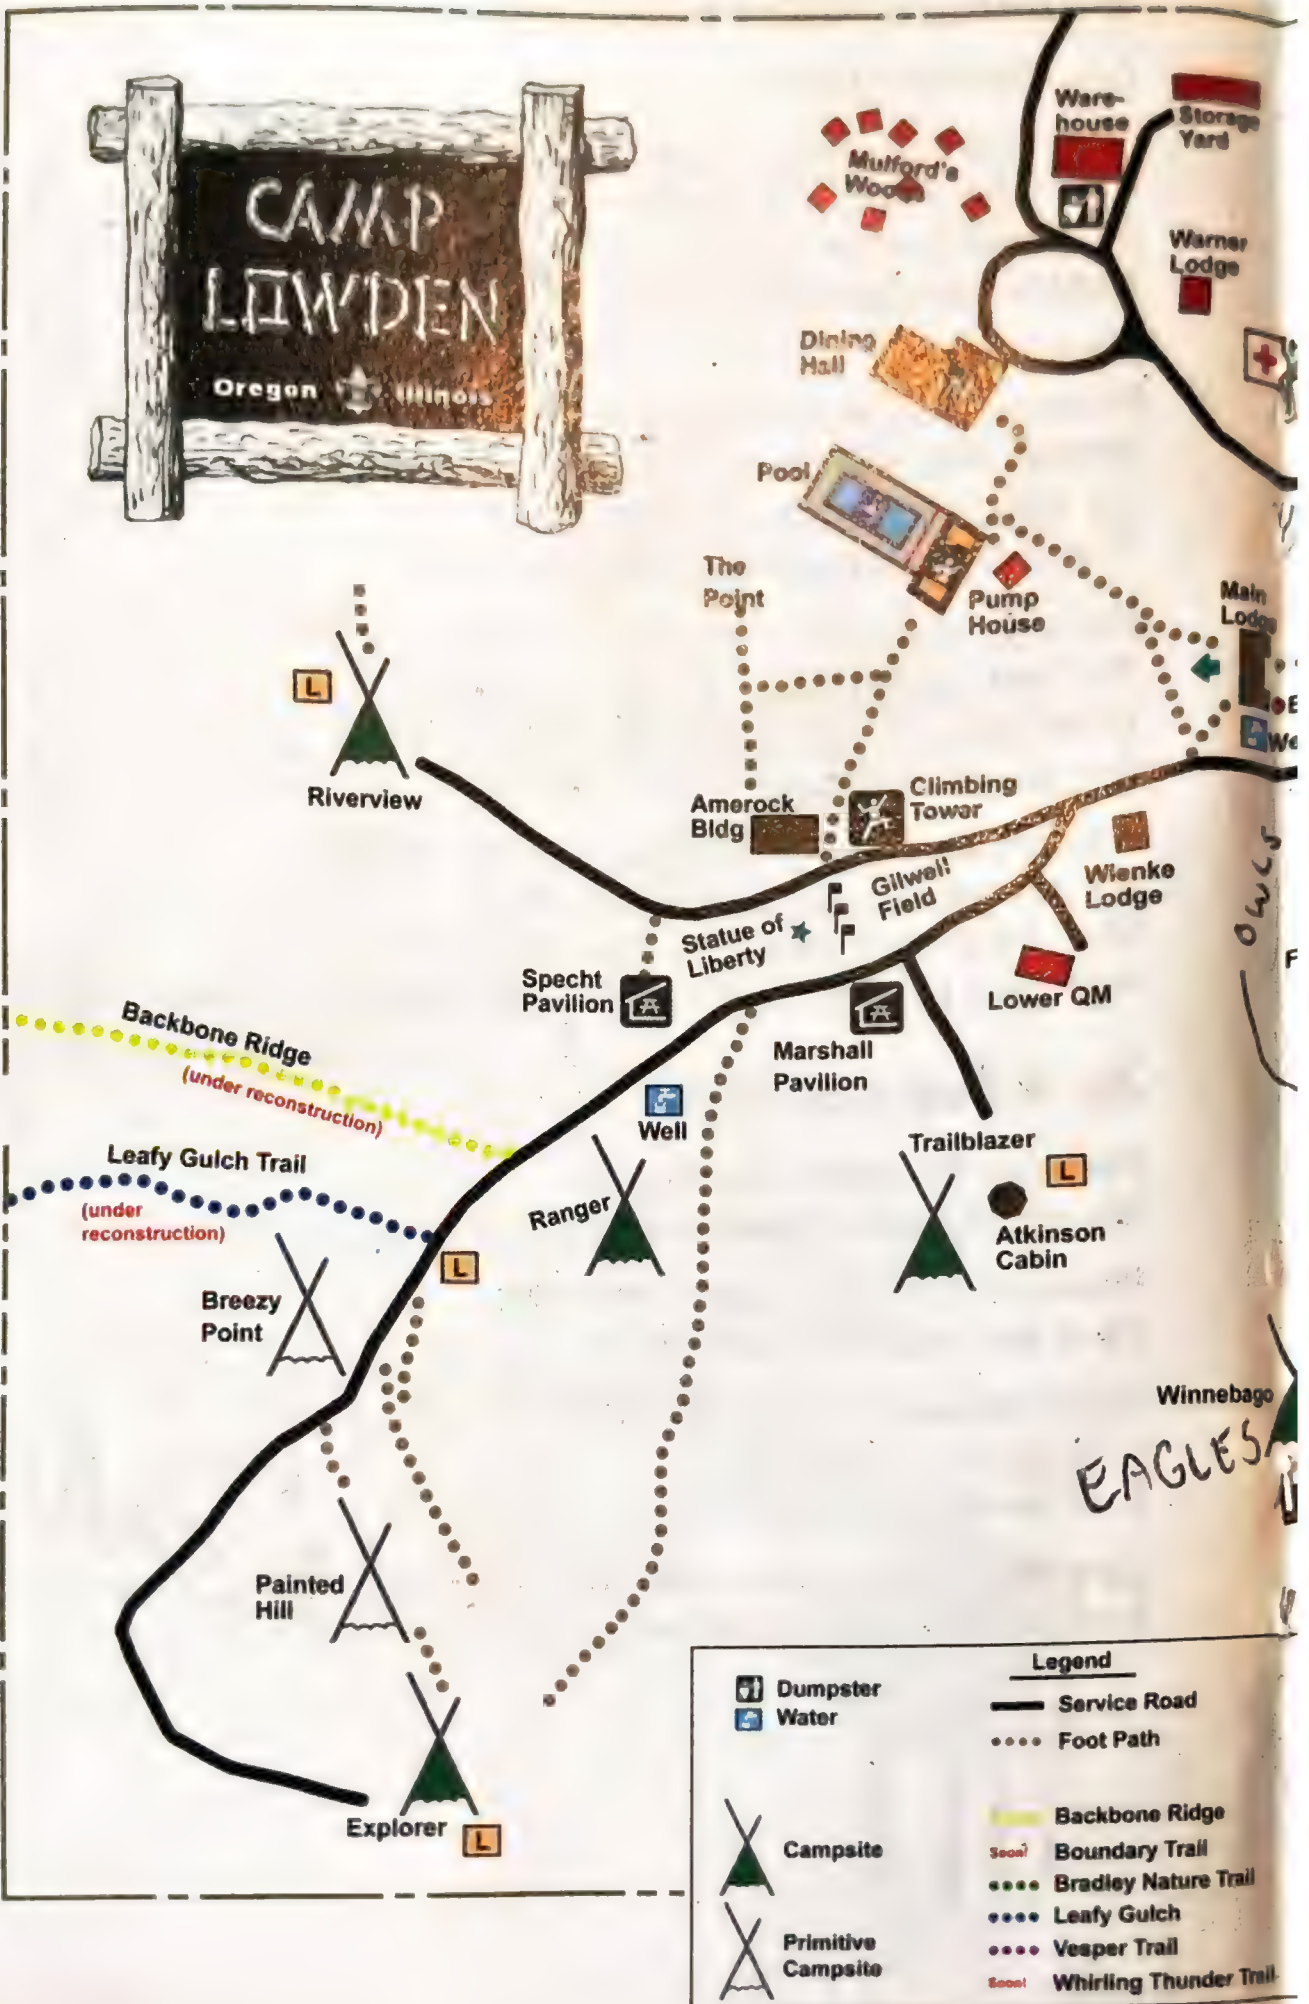 CAMP
LOWDEN
Oregon Illinois
Ware-
house
Storage
Yard
Mulford's
Woods
Warner
Lodge
Dining
Hall
Pool
The
Point
Pump
House
Main
Lodge
L
Riverview
We
Climbing
Tower
Amerock
Bldg
Gilwell
Field
Wienke
Lodge
OWLS
Statue of
Liberty
Specht
Pavilion
Lower QM
F
Backbone Ridge
(under reconstruction)
Marshall
Pavilion
Well
Trailblazer
L
Leafy Gulch Trail
(under
reconstruction)
Ranger
Atkinson
Cabin
L
Breezy
Point
Winnebago
EAGLES
Painted
Hill
Explorer
L
Legend
Dumpster
Water
Service Road
Foot Path
Campsite
Primitive
Campsite
Backbone Ridge
Soon! Boundary Trail
Bradley Nature Trail
Leafy Gulch
Vesper Trail
Soon! Whirling Thunder Trail